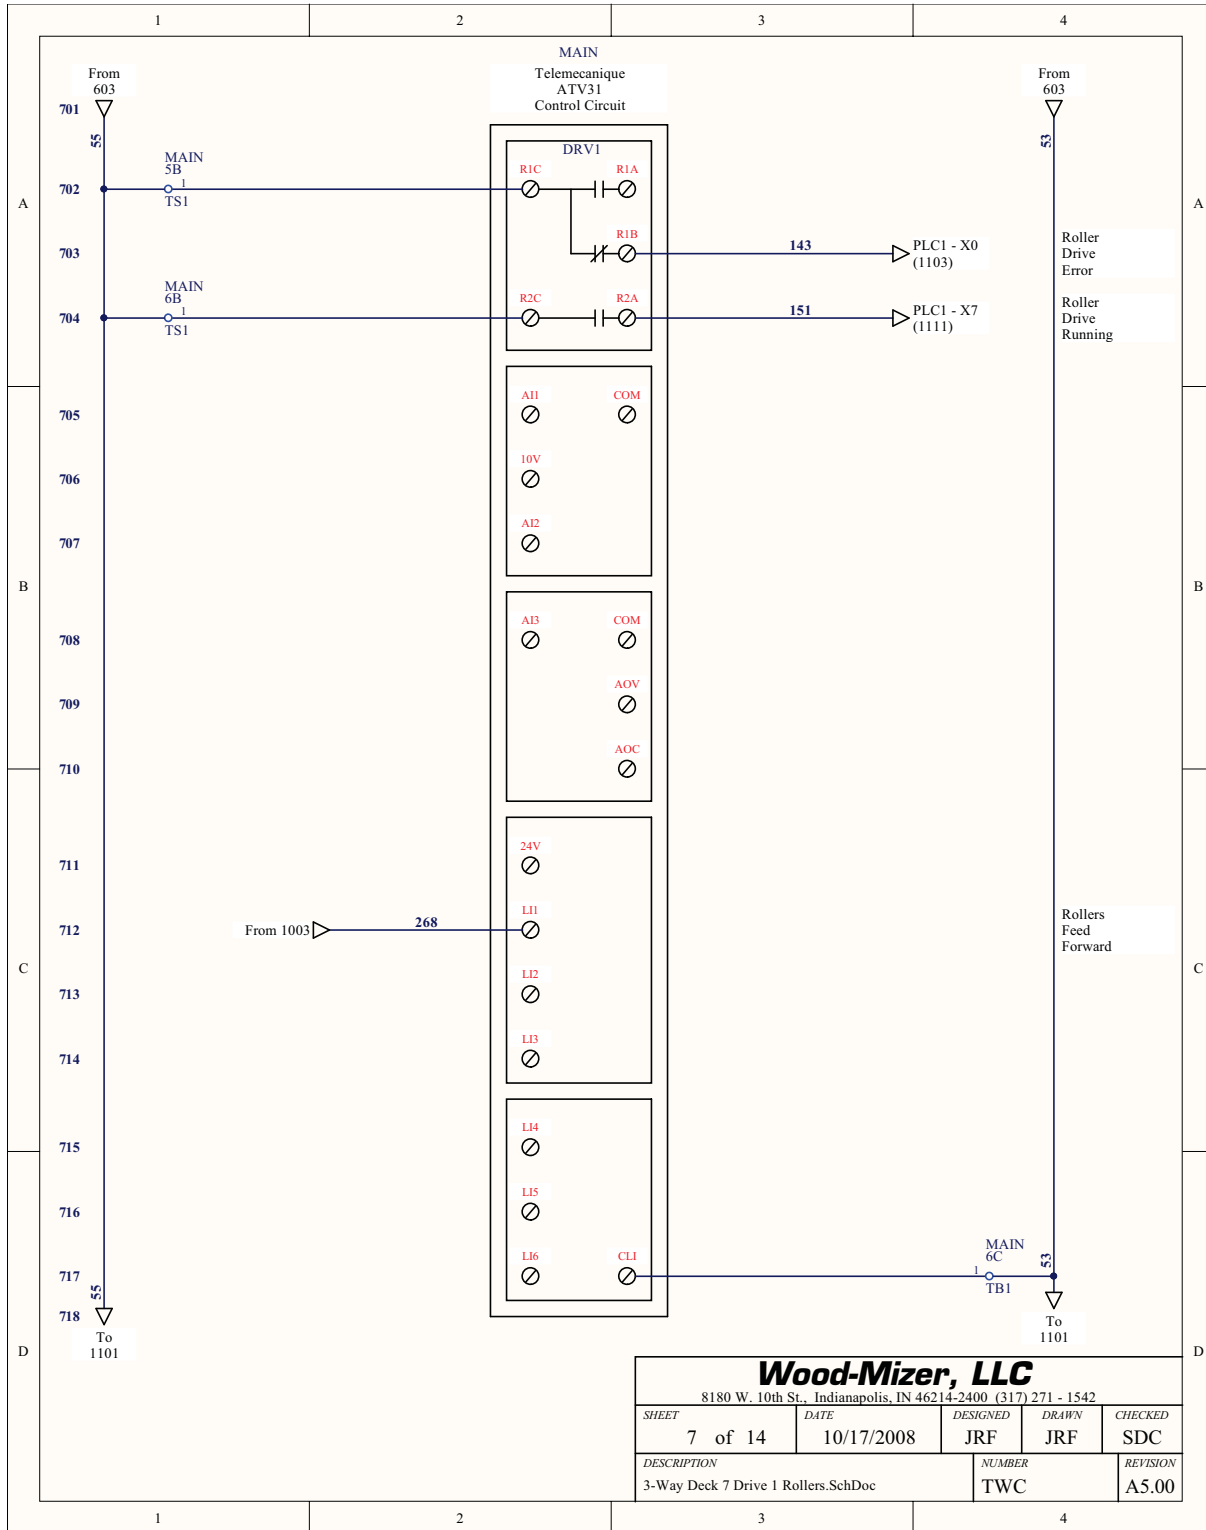 1 2 3 4
MAIN
Telemecanique
ATV31
Control Circuit
From
603
From
603
701
55
53
DRV1
MAIN
5B
1
TS1
R1C R1A
702
A A
R1B
703
143
PLC1 - X0
(1103)
Roller
Drive
Error
MAIN
6B
1
TS1
R2C R2A
704
151
PLC1 - X7
(1111)
Roller
Drive
Running
AI1 COM
705
10V
706
AI2
707
B B
AI3 COM
708
AOV
709
AOC
710
24V
711
LI1
712
From 1003
268
Rollers
Feed
Forward
C C
LI2
713
LI3
714
LI4
715
LI5
716
LI6 CLI
717
MAIN
6C
1
TB1
53
55
718
To
1101
To
1101
D D
Wood-Mizer, LLC
8180 W. 10th St., Indianapolis, IN 46214-2400 (317) 271 - 1542
SHEET DATE DESIGNED DRAWN CHECKED
7 of 14 10/17/2008 JRF JRF SDC
DESCRIPTION NUMBER REVISION
3-Way Deck 7 Drive 1 Rollers.SchDoc TWC A5.00
1 2 3 4